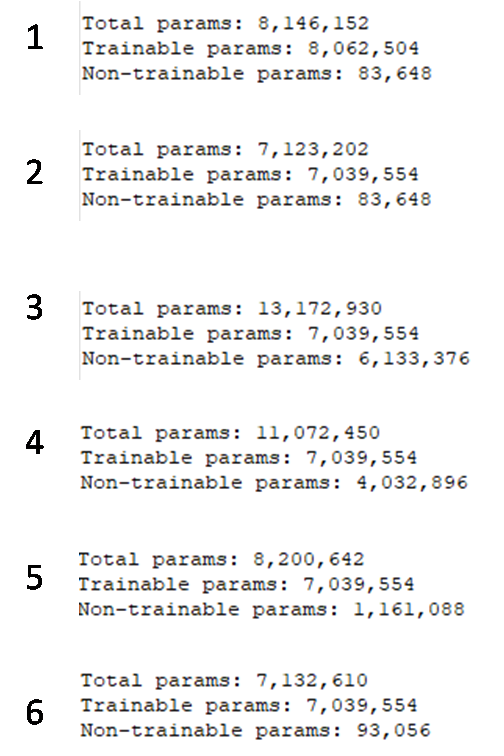 1
Total params: 8,146,152
Trainable params: 8,062,504
Non-trainable params: 83,648
2
Total params: 7,123,202
Trainable params: 7,039,554
Non-trainable params: 83,648
3
Total params: 13,172,930
Trainable params: 7,039,554
Non-trainable params: 6,133,376
4
Total params: 11,072,450
Trainable params: 7,039,554
Non-trainable params: 4,032,896
5
Total params: 8,200,642
Trainable params: 7,039,554
Non-trainable params: 1,161,088
6
Total params: 7,132,610
Trainable params: 7,039,554
Non-trainable params: 93,056